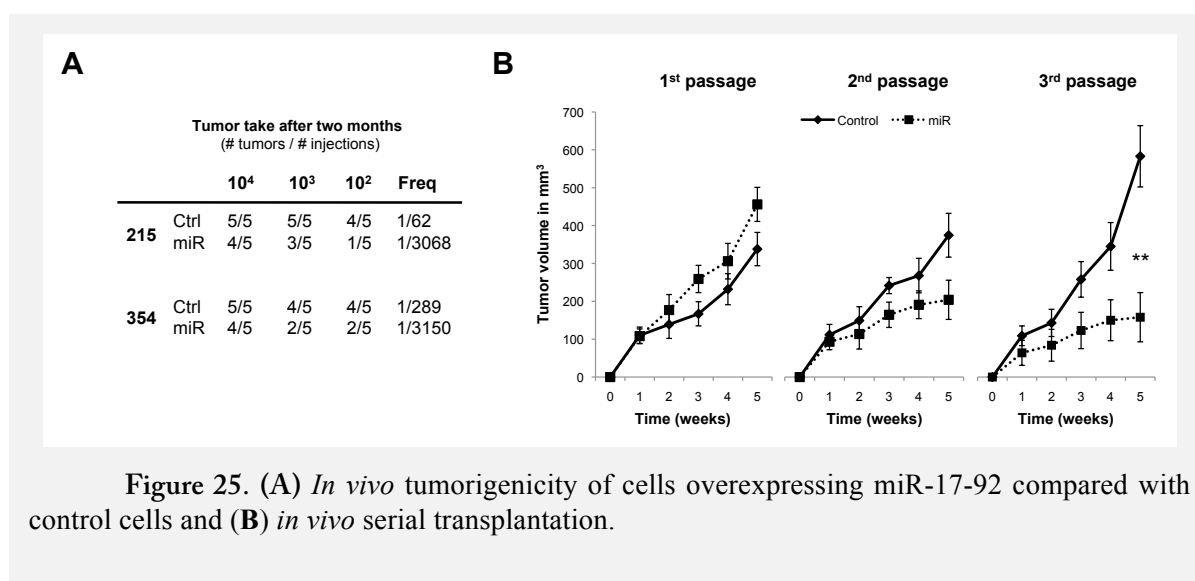 A
Tumor take after two months
(# tumors / # injections)
10⁴ 10³ 10² Freq
215 Ctrl 5/5 5/5 4/5 1/62
miR 4/5 3/5 1/5 1/3068
354 Ctrl 5/5 4/5 4/5 1/289
miR 4/5 2/5 2/5 1/3150
B
1st passage 2nd passage 3rd passage
Control miR
Tumor volume in mm³
700
600
500
400
300
200
100
0
**
0 1 2 3 4 5 0 1 2 3 4 5 0 1 2 3 4 5
Time (weeks) Time (weeks) Time (weeks)
Figure 25. (A) In vivo tumorigenicity of cells overexpressing miR-17-92 compared with
control cells and (B) in vivo serial transplantation.